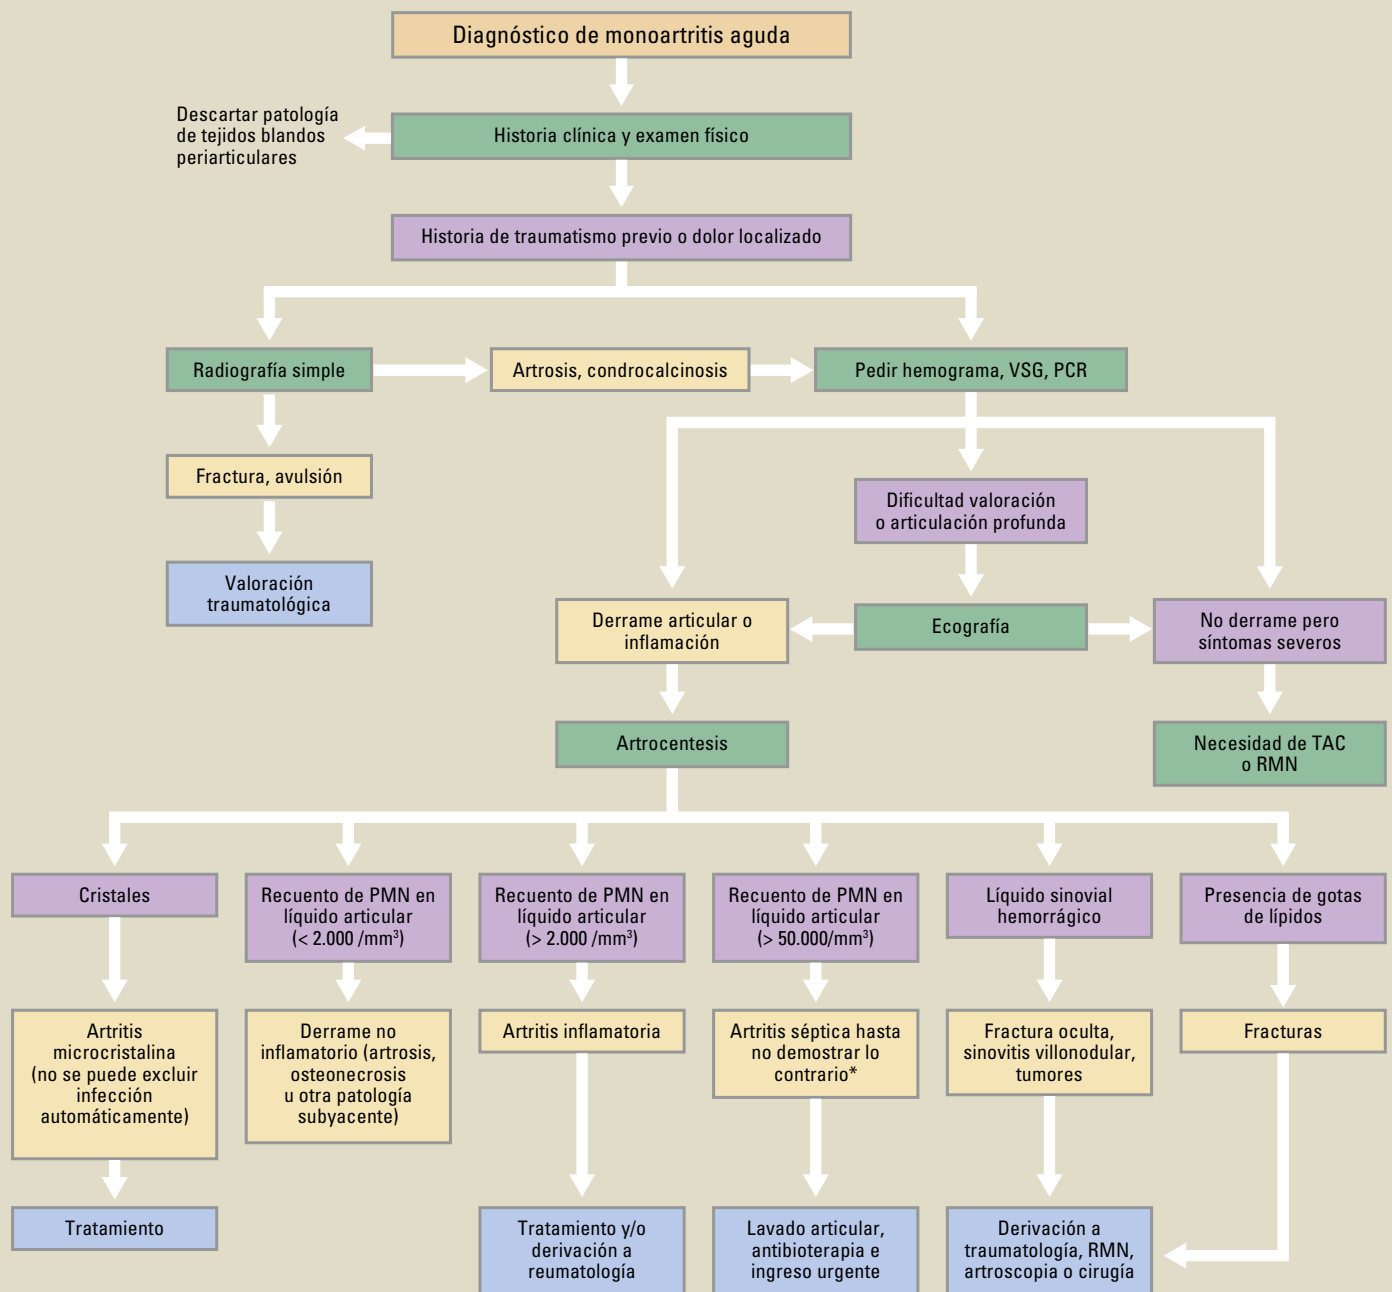 Diagnóstico de monoartritis aguda
Descartar patología
de tejidos blandos
periarticulares
Historia clínica y examen físico
Historia de traumatismo previo o dolor localizado
Radiografía simple
Artrosis, condrocalcinosis
Pedir hemograma, VSG, PCR
Fractura, avulsión
Dificultad valoración
o articulación profunda
Valoración
traumatológica
Derrame articular o
inflamación
Ecografía
No derrame pero
síntomas severos
Artrocentesis
Necesidad de TAC
o RMN
Cristales
Recuento de PMN en
líquido articular
(< 2.000 /mm³)
Recuento de PMN en
líquido articular
(> 2.000 /mm³)
Recuento de PMN en
líquido articular
(> 50.000/mm³)
Líquido sinovial
hemorrágico
Presencia de gotas
de lípidos
Artritis
microcristalina
(no se puede excluir
infección
automáticamente)
Derrame no
inflamatorio (artrosis,
osteonecrosis
u otra patología
subyacente)
Artritis inflamatoria
Artritis séptica hasta
no demostrar lo
contrario*
Fractura oculta,
sinovitis villonodular,
tumores
Fracturas
Tratamiento
Tratamiento y/o
derivación a
reumatología
Lavado articular,
antibioterapia e
ingreso urgente
Derivación a
traumatología, RMN,
artroscopia o cirugía